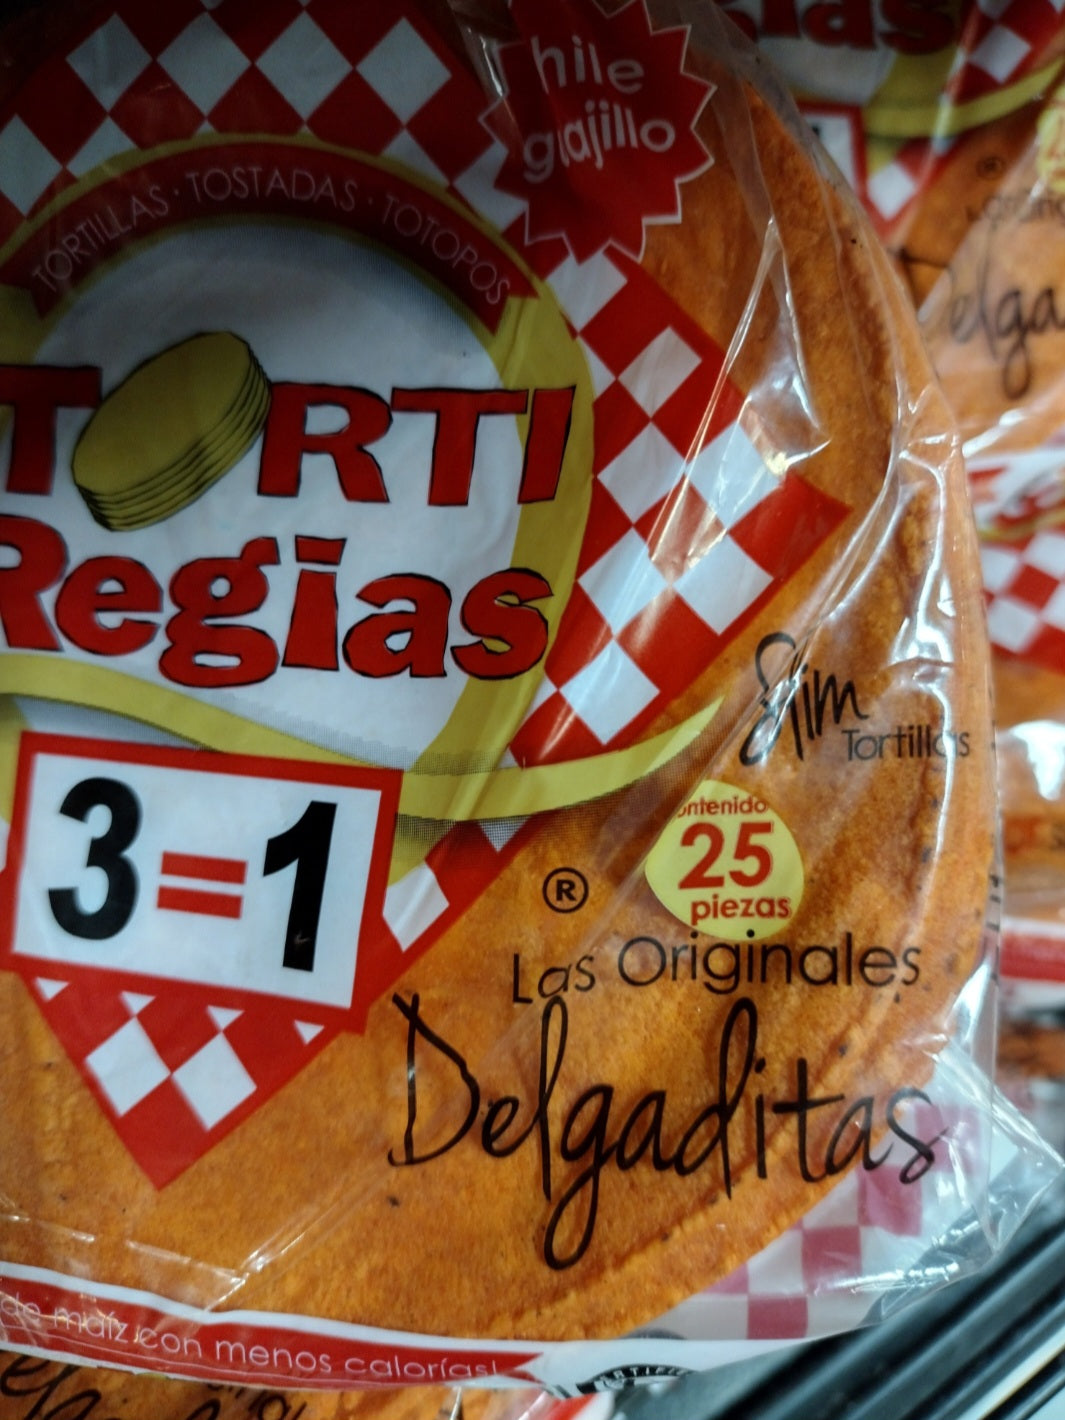 hile
guajillo
TORTILLAS · TOSTADAS · TOTOPOS
TORTI
Regias
3=1
Slim
Tortillas
ontenido
25
piezas
®
Las Originales
Delgaditas
de maíz con menos calorías!